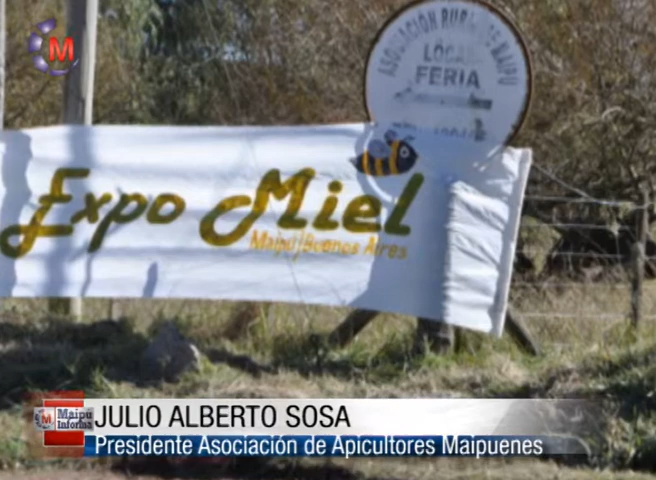 M
ASOCIACIÓN RURAL DE MAIPÚ
LOCAL
FERIA
Expo Miel
Maipú Buenos Aires
M
Maipú
Informa
JULIO ALBERTO SOSA
Presidente Asociación de Apicultores Maipuenes